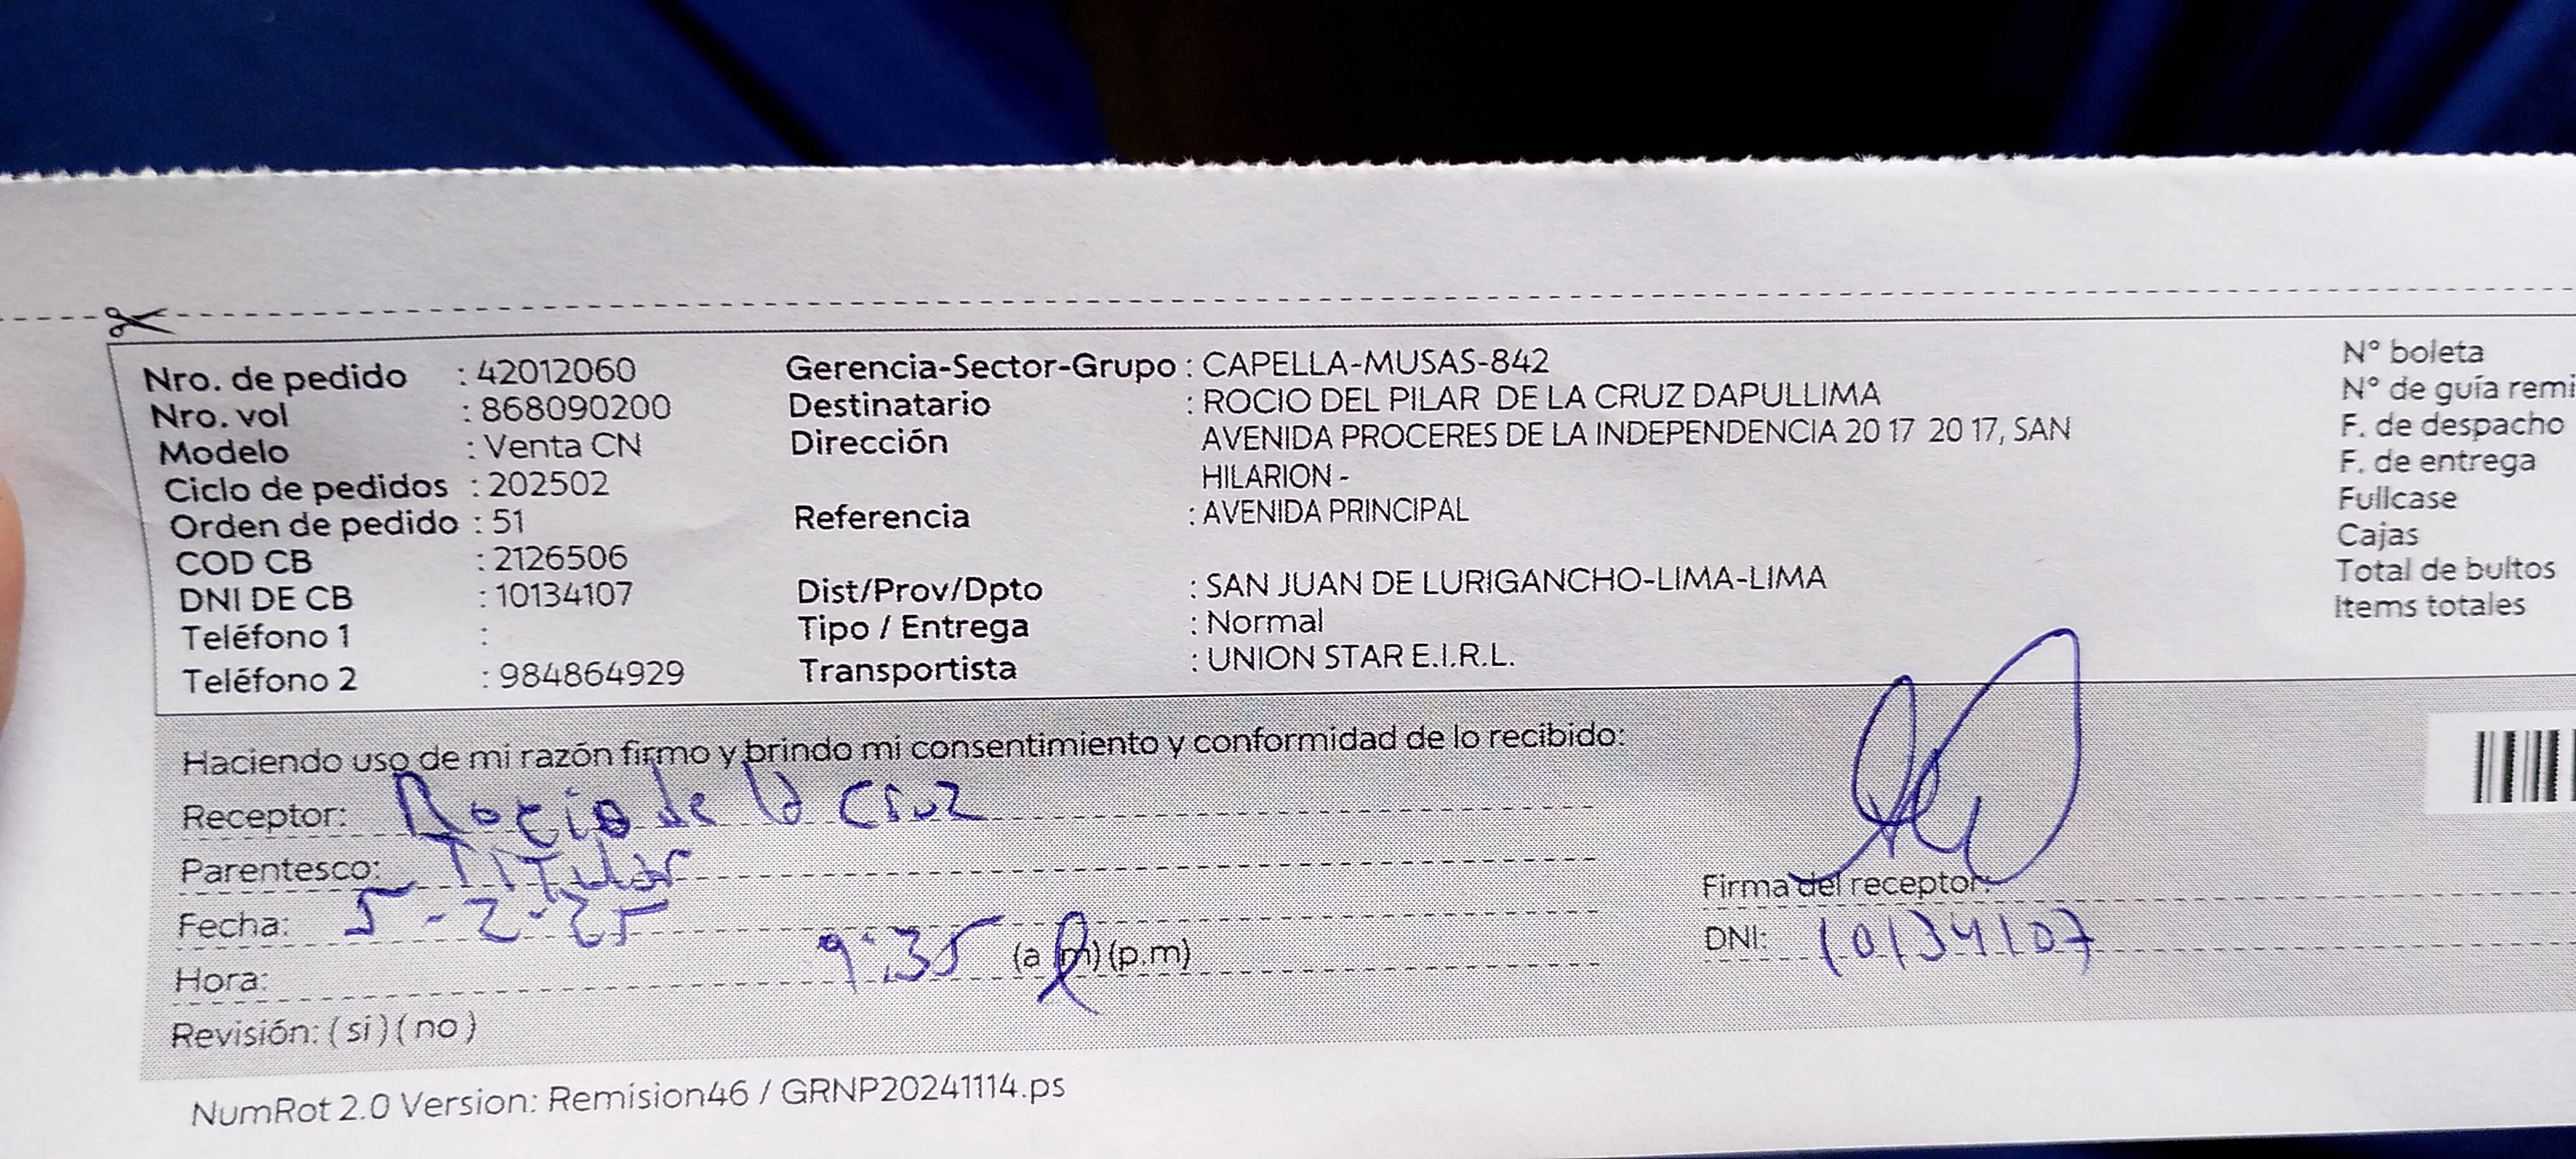 Nro. de pedido : 42012060
Nro. vol : 868090200
Modelo : Venta CN
Ciclo de pedidos : 202502
Orden de pedido : 51
COD CB : 2126506
DNI DE CB : 10134107
Teléfono 1 :
Teléfono 2 : 984864929
Gerencia-Sector-Grupo : CAPELLA-MUSAS-842
Destinatario : ROCIO DEL PILAR DE LA CRUZ DAPULLIMA
Dirección AVENIDA PROCERES DE LA INDEPENDENCIA 20 17 20 17, SAN
HILARION -
Referencia : AVENIDA PRINCIPAL
Dist/Prov/Dpto : SAN JUAN DE LURIGANCHO-LIMA-LIMA
Tipo / Entrega : Normal
Transportista : UNION STAR E.I.R.L.
N° boleta
N° de guía remi
F. de despacho
F. de entrega
Fullcase
Cajas
Total de bultos
Items totales
Haciendo uso de mi razón firmo y brindo mi consentimiento y conformidad de lo recibido:
Receptor: Rocio de la Cruz
Parentesco: Titular
Fecha: 5-2-25
Hora: 9:35 (a.m) (p.m)
Revisión: ( si ) ( no )
Firma del receptor:
DNI: 10134107
NumRot 2.0 Version: Remision46 / GRNP20241114.ps